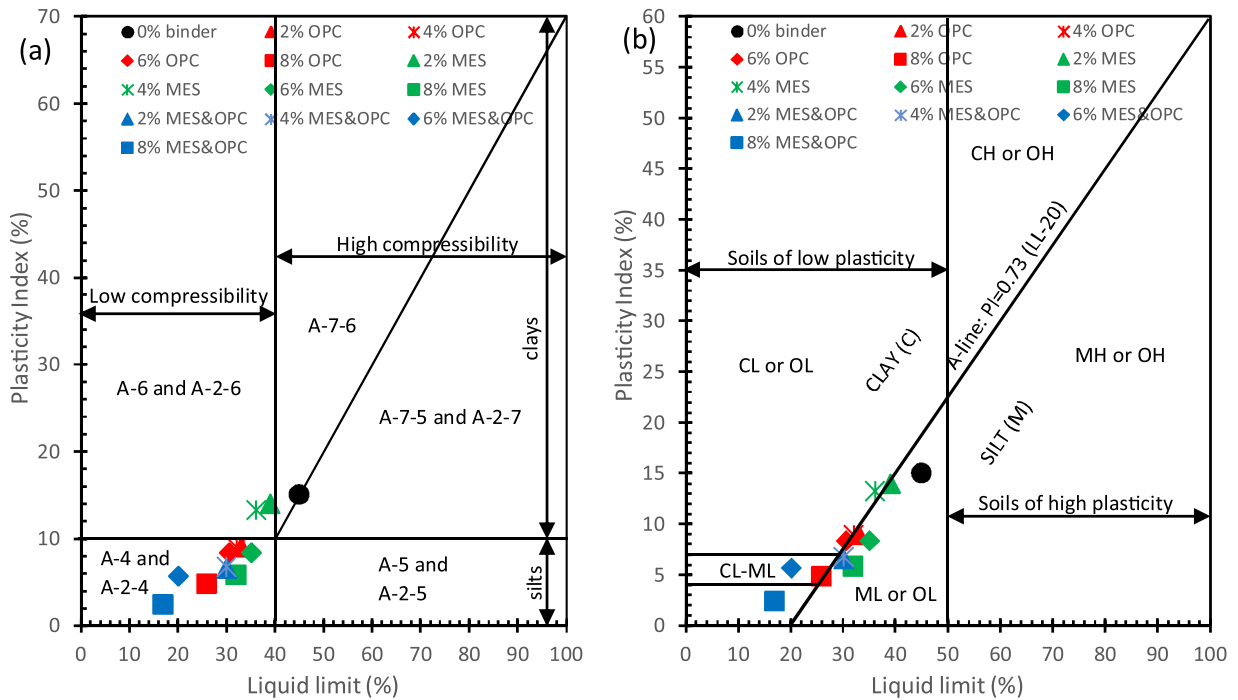 (a)
0% binder 2% OPC 4% OPC
6% OPC 8% OPC 2% MES
4% MES 6% MES 8% MES
2% MES&OPC 4% MES&OPC 6% MES&OPC
8% MES&OPC
High compressibility
Low compressibility
A-7-6
clays
A-6 and A-2-6
A-7-5 and A-2-7
A-4 and
A-2-4
A-5 and
A-2-5
silts
Plasticity Index (%)
70
60
50
40
30
20
10
0
0 10 20 30 40 50 60 70 80 90 100
Liquid limit (%)
(b)
0% binder 2% OPC 4% OPC
6% OPC 8% OPC 2% MES
4% MES 6% MES 8% MES
2% MES&OPC 4% MES&OPC 6% MES&OPC
8% MES&OPC
CH or OH
Soils of low plasticity
A-line: PI=0.73 (LL-20)
CLAY (C)
MH or OH
CL or OL
SILT (M)
Soils of high plasticity
CL-ML
ML or OL
Plasticity Index (%)
60
55
50
45
40
35
30
25
20
15
10
5
0
0 10 20 30 40 50 60 70 80 90 100
Liquid limit (%)